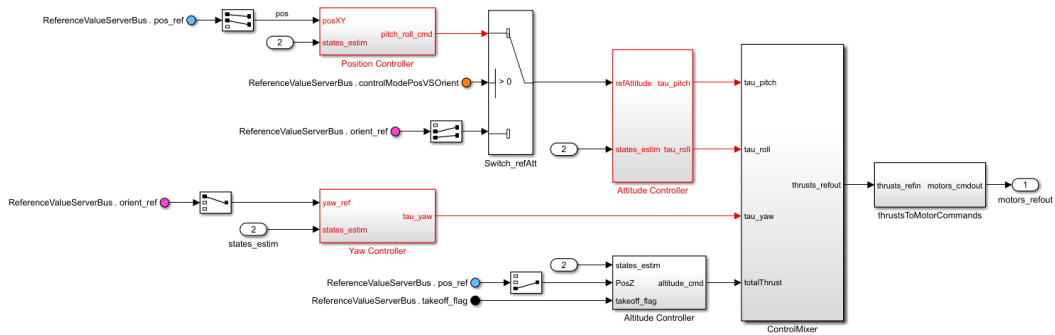 ReferenceValueServerBus . pos_ref
pos
posXY
pitch_roll_cmd
2
states_estim
Position Controller
ReferenceValueServerBus . controlModePosVSOrient
> 0
refAttitude
tau_pitch
tau_pitch
ReferenceValueServerBus . orient_ref
Switch_refAtt
2
states_estim
tau_roll
tau_roll
Attitude Controller
thrusts_refout
thrusts_refin
motors_cmdout
1
motors_refout
thrustsToMotorCommands
ReferenceValueServerBus . orient_ref
yaw_ref
tau_yaw
tau_yaw
2
states_estim
states_estim
Yaw Controller
2
states_estim
ReferenceValueServerBus . pos_ref
PosZ
altitude_cmd
totalThrust
ReferenceValueServerBus . takeoff_flag
takeoff_flag
Altitude Controller
ControlMixer